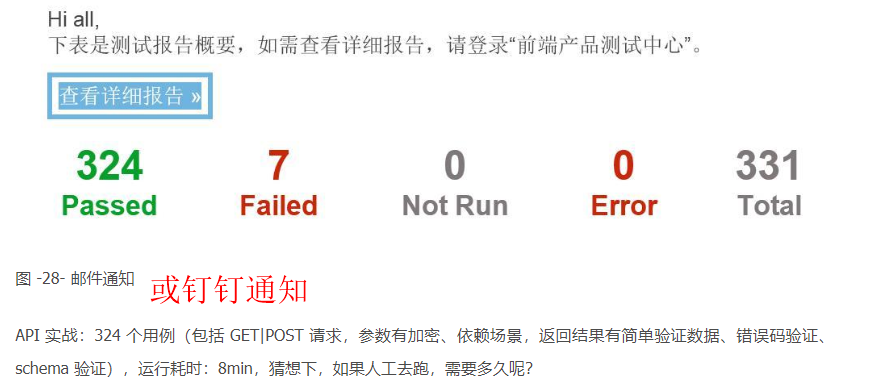 Hi all,
下表是测试报告概要，如需查看详细报告，请登录“前端产品测试中心”。
查看详细报告 »
324 7 0 0 331
Passed Failed Not Run Error Total
图 -28- 邮件通知 或钉钉通知
API 实战：324 个用例（包括 GET|POST 请求，参数有加密、依赖场景，返回结果有简单验证数据、错误码验证、
schema 验证），运行耗时：8min，猜想下，如果人工去跑，需要多久呢？